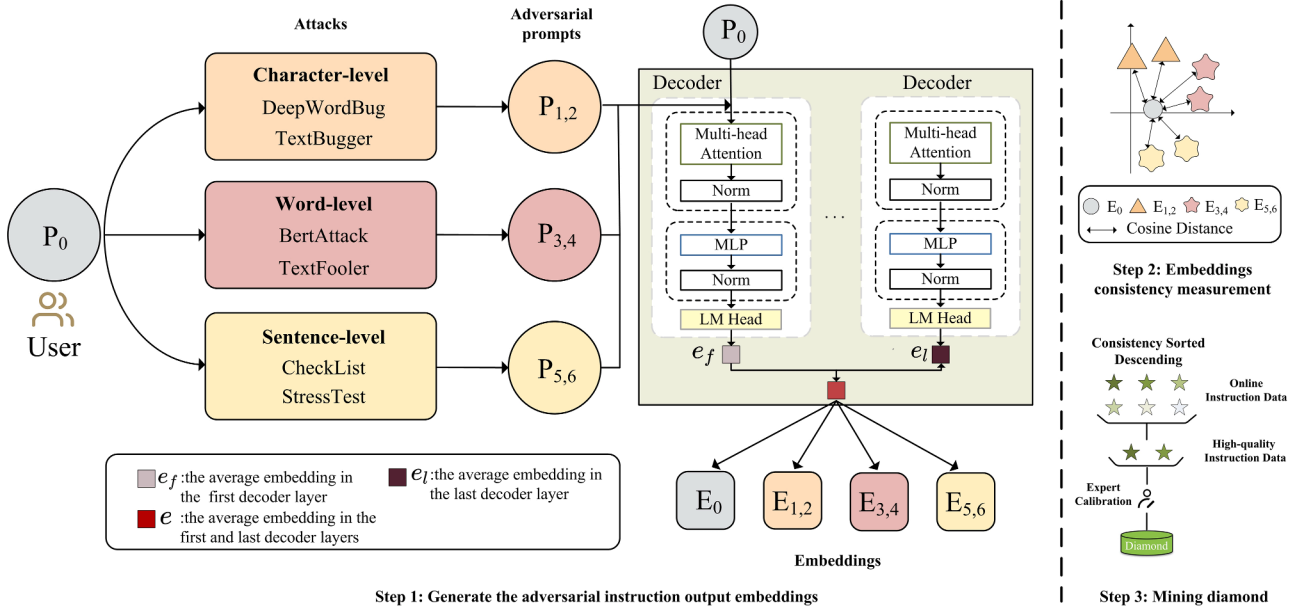 Attacks
Adversarial
prompts
P0
User
Character-level
DeepWordBug
TextBugger
Word-level
BertAttack
TextFooler
Sentence-level
CheckList
StressTest
P1,2
P3,4
P5,6
P0
Decoder
Multi-head
Attention
Norm
MLP
Norm
LM Head
ef
...
Decoder
Multi-head
Attention
Norm
MLP
Norm
LM Head
el
E0
E1,2
E3,4
E5,6
Embeddings
ef :the average embedding in
the first decoder layer
el :the average embedding in
the last decoder layer
e :the average embedding in the
first and last decoder layers
Step 1: Generate the adversarial instruction output embeddings
E0 E1,2 E3,4 E5,6
Cosine Distance
Step 2: Embeddings
consistency measurement
Consistency Sorted
Descending
Online
Instruction Data
High-quality
Instruction Data
Expert
Calibration
Diamond
Step 3: Mining diamond